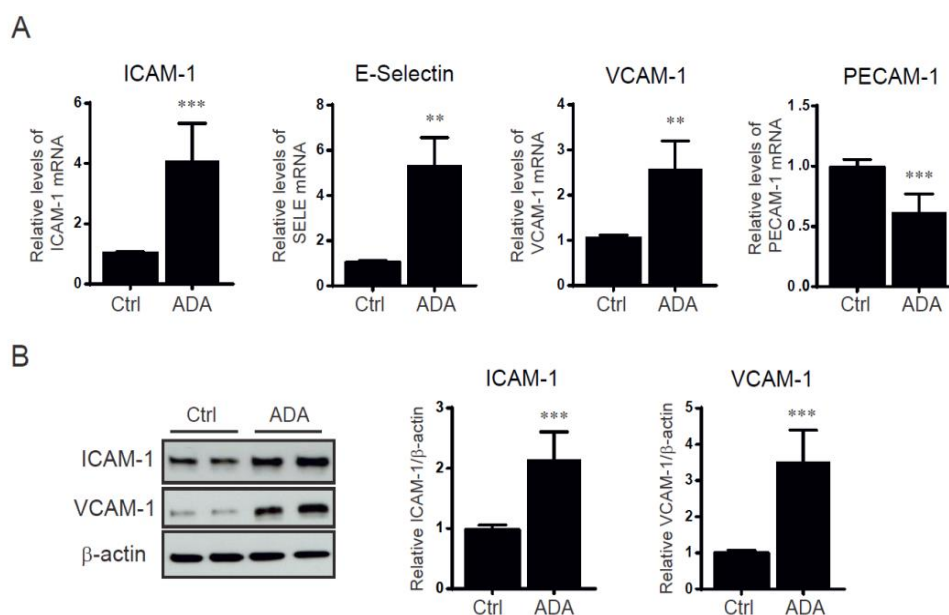 A
ICAM-1
Relative levels of
ICAM-1 mRNA
6
4
2
0
***
Ctrl ADA
E-Selectin
Relative levels of
SELE mRNA
8
6
4
2
0
**
Ctrl ADA
VCAM-1
Relative levels of
VCAM-1 mRNA
4
3
2
1
0
**
Ctrl ADA
PECAM-1
Relative levels of
PECAM-1 mRNA
1.5
1.0
0.5
0.0
***
Ctrl ADA
B
Ctrl ADA
ICAM-1
VCAM-1
β-actin
ICAM-1
Relative ICAM-1/β-actin
3
2
1
0
***
Ctrl ADA
VCAM-1
Relative VCAM-1/β-actin
5
4
3
2
1
0
***
Ctrl ADA